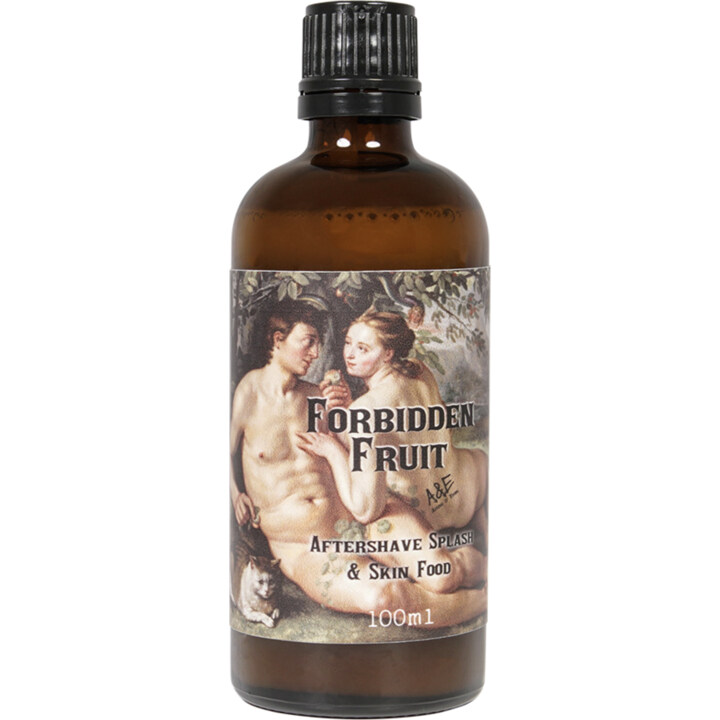 FORBIDDEN
FRUIT
A&E
AFTERSHAVE SPLASH
& SKIN FOOD
100ml